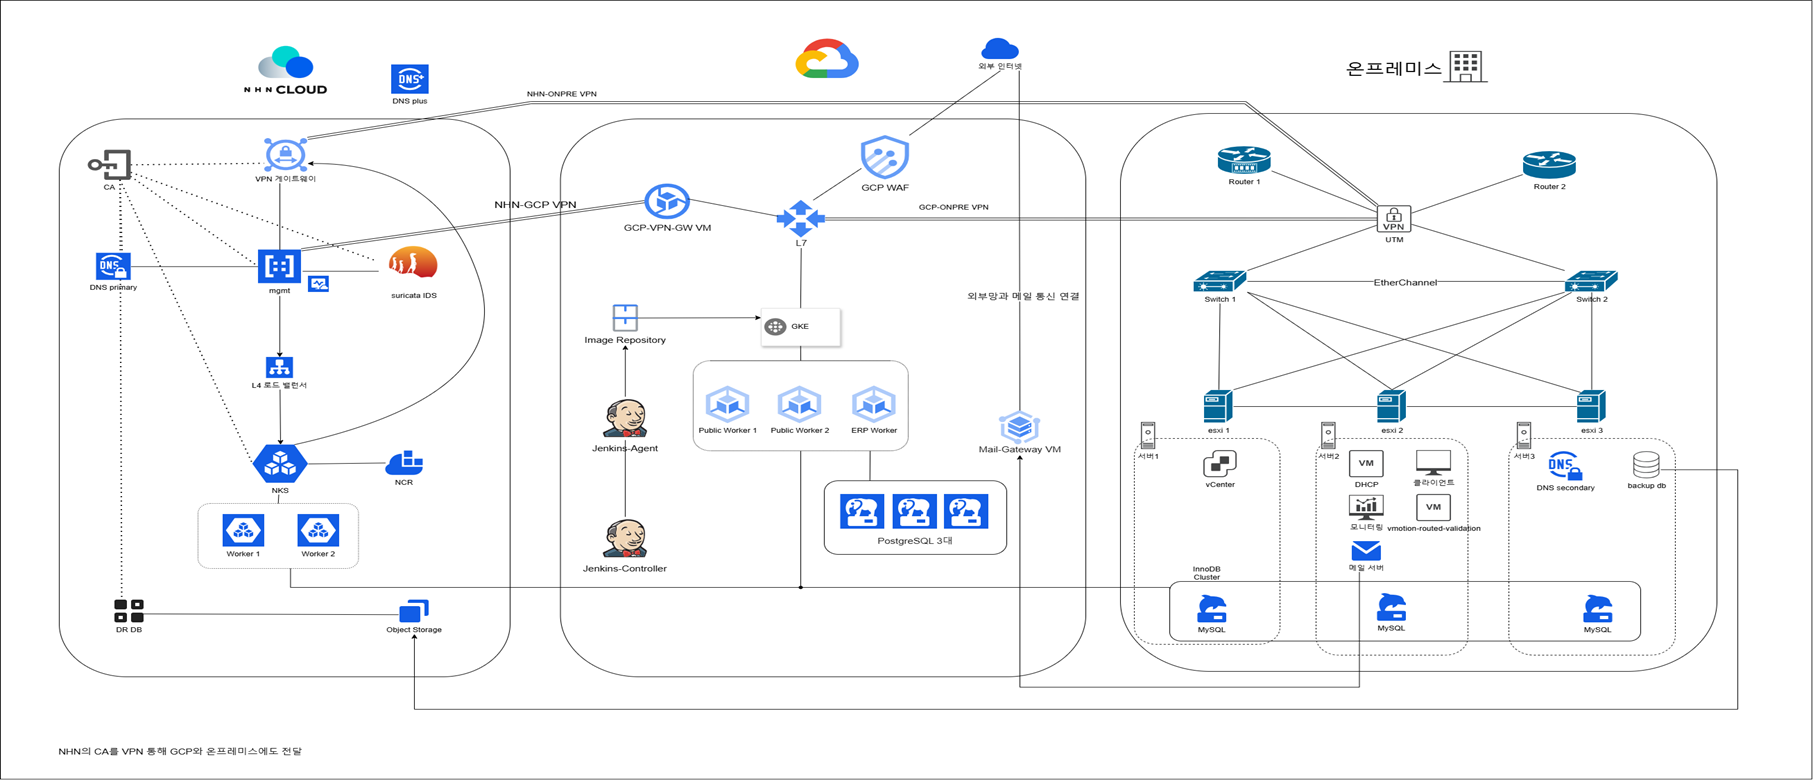 NHN CLOUD
DNS+
DNS plus
외부 인터넷
온프레미스
NHN-ONPRE VPN
CA
VPN 게이트웨이
GCP WAF
Router 1
Router 2
NHN-GCP VPN
GCP-VPN-GW VM
GCP-ONPRE VPN
L7
VPN
UTM
DNS
DNS primary
mgmt
suricata IDS
외부망과 메일 통신 연결
Switch 1
EtherChannel
Switch 2
Image Repository
GKE
L4 로드 밸런서
Public Worker 1
Public Worker 2
ERP Worker
Jenkins-Agent
Mail-Gateway VM
esxi 1
esxi 2
esxi 3
NKS
NCR
서버1
vCenter
서버2
VM
DHCP
클라이언트
모니터링
VM
vmotion-routed-validation
메일 서버
서버3
DNS
DNS secondary
backup db
Worker 1
Worker 2
PostgreSQL 3대
Jenkins-Controller
InnoDB
Cluster
MySQL
MySQL
MySQL
DR DB
Object Storage
NHN의 CA를 VPN 통해 GCP와 온프레미스에도 전달